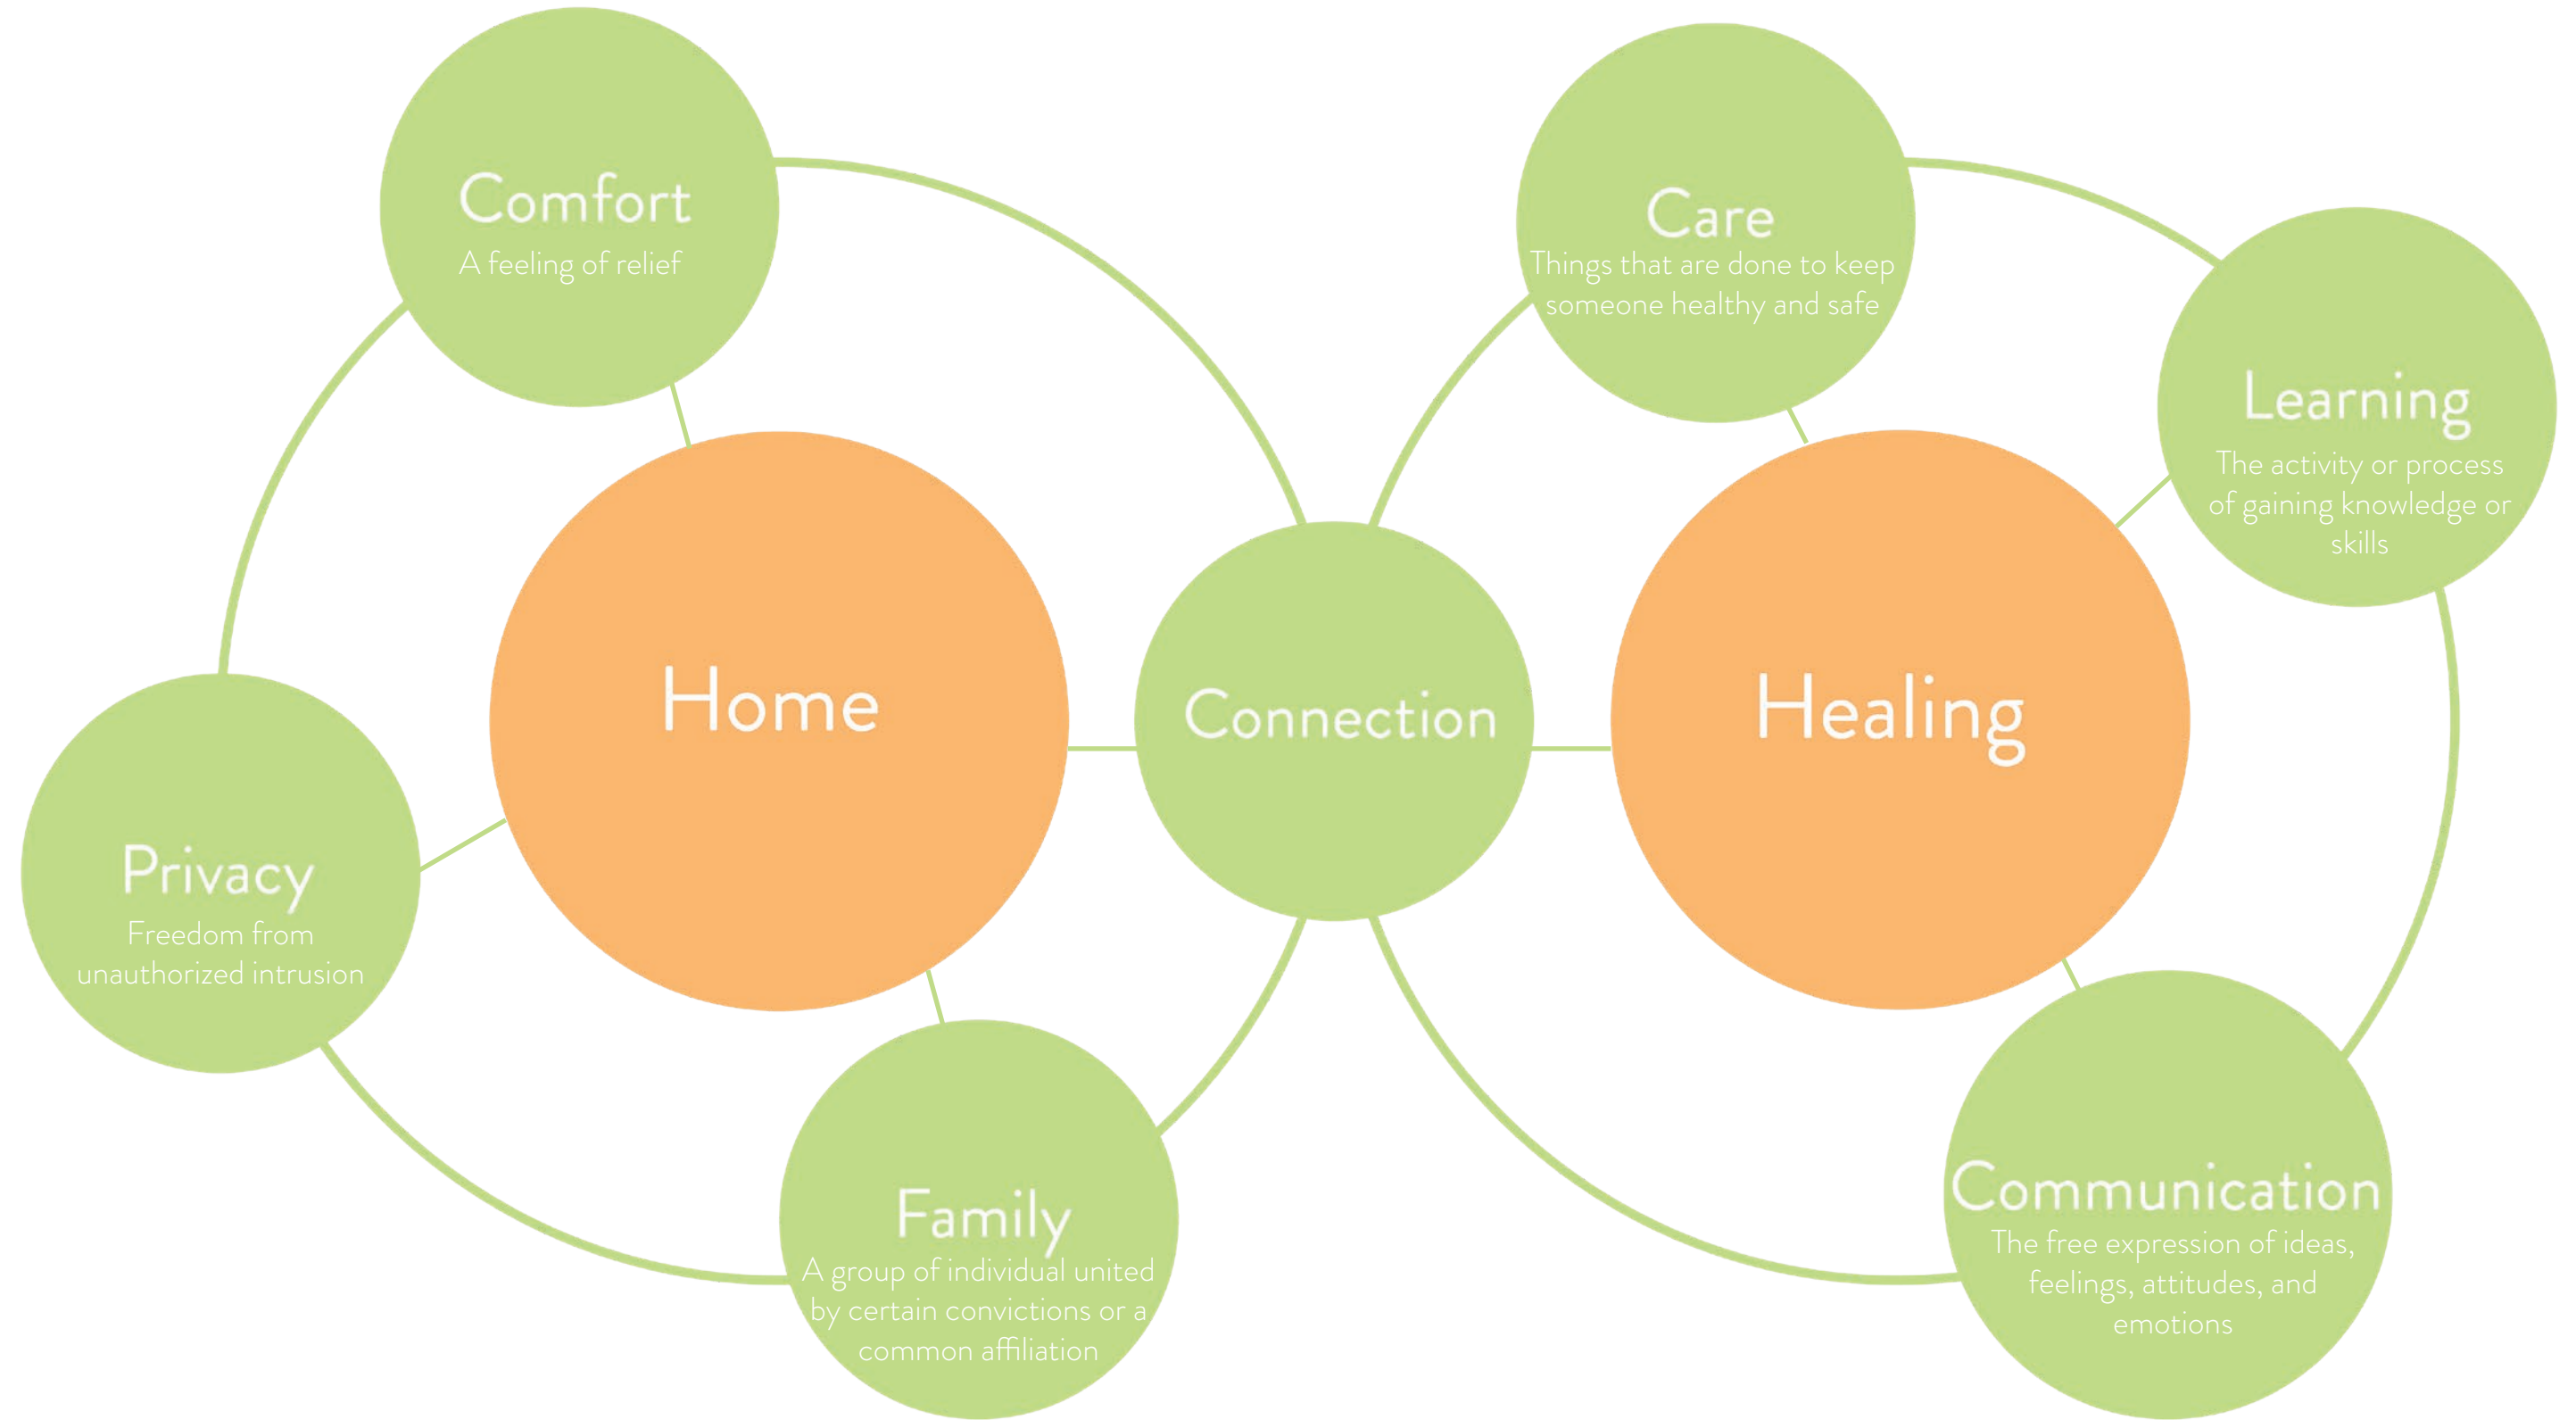 Comfort
A feeling of relief
Care
Things that are done to keep
someone healthy and safe
Learning
The activity or process
of gaining knowledge or
skills
Home
Connection
Healing
Privacy
Freedom from
unauthorized intrusion
Family
A group of individual united
by certain convictions or a
common affiliation
Communication
The free expression of ideas,
feelings, attitudes, and
emotions